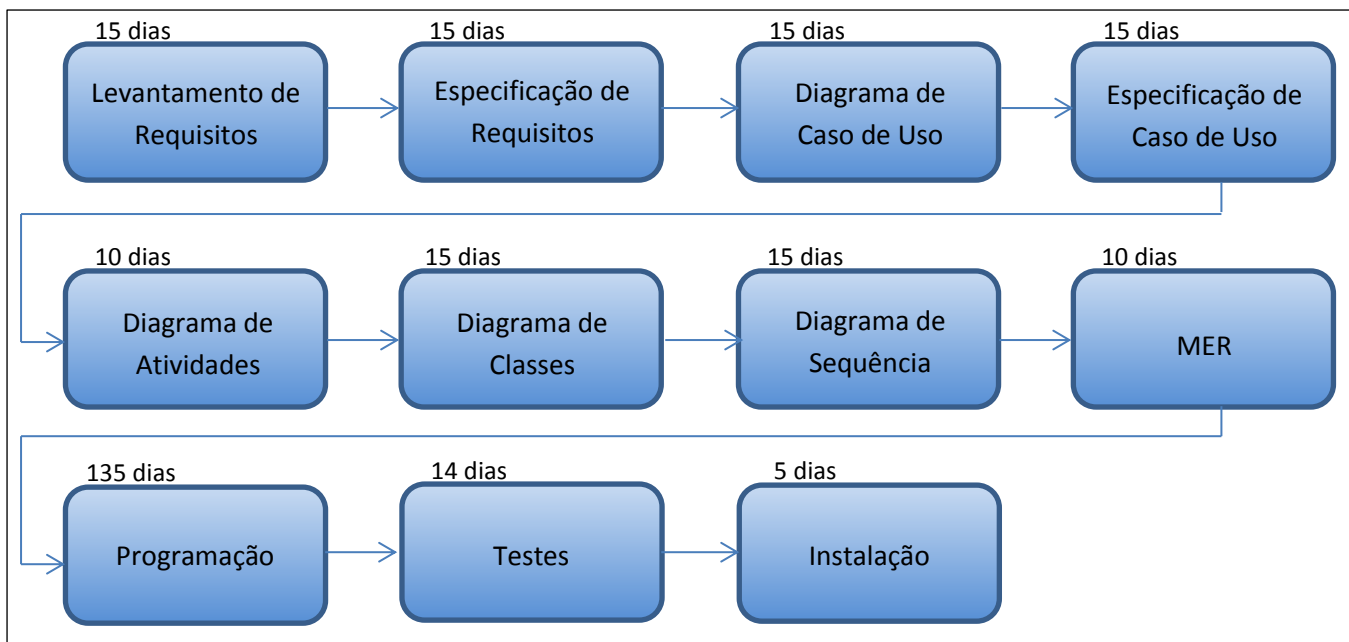 15 dias
15 dias
15 dias
15 dias
Levantamento de
Requisitos
Especificação de
Requisitos
Diagrama de
Caso de Uso
Especificação de
Caso de Uso
10 dias
15 dias
15 dias
10 dias
Diagrama de
Atividades
Diagrama de
Classes
Diagrama de
Sequência
MER
135 dias
14 dias
5 dias
Programação
Testes
Instalação